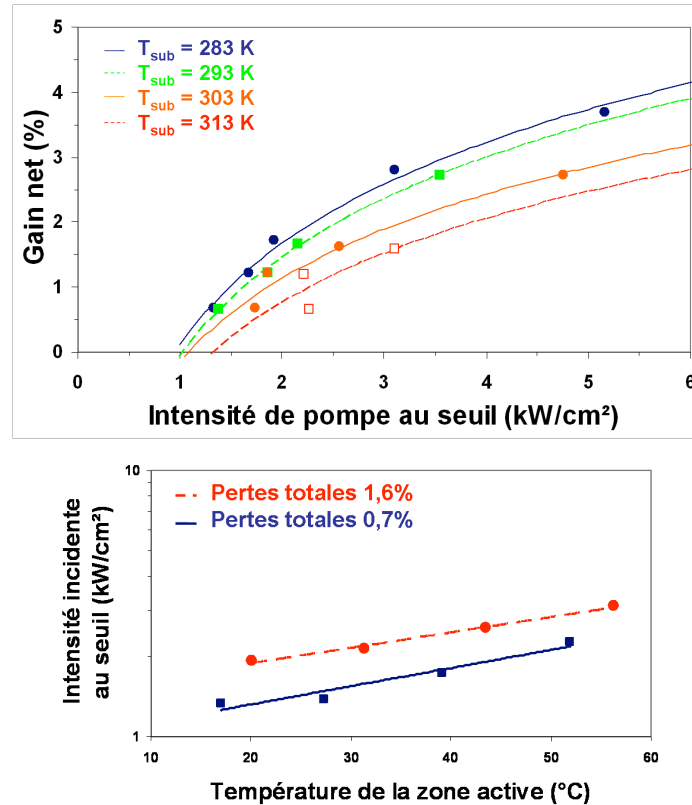 T_sub = 283 K
T_sub = 293 K
T_sub = 303 K
T_sub = 313 K
Gain net (%)
5
4
3
2
1
0
0 1 2 3 4 5 6
Intensité de pompe au seuil (kW/cm²)
Pertes totales 1,6%
Pertes totales 0,7%
Intensité incidente
au seuil (kW/cm²)
10
1
10 20 30 40 50 60
Température de la zone active (°C)